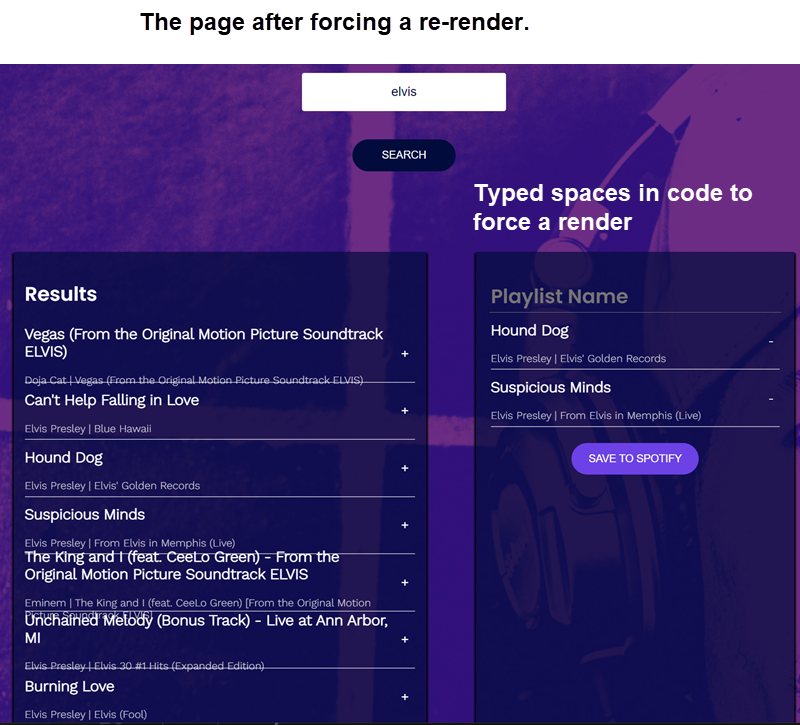 The page after forcing a re-render.
elvis
SEARCH
Typed spaces in code to
force a render
Results
Vegas (From the Original Motion Picture Soundtrack
ELVIS)
+
Doja Cat | Vegas (From the Original Motion Picture Soundtrack ELVIS)
Can't Help Falling in Love
+
Elvis Presley | Blue Hawaii
Hound Dog
+
Elvis Presley | Elvis' Golden Records
Suspicious Minds
+
Elvis Presley | From Elvis in Memphis (Live)
The King and I (feat. CeeLo Green) - From the
Original Motion Picture Soundtrack ELVIS
+
Eminem | The King and I (feat. CeeLo Green) [From the Original Motion
Picture Soundtrack ELVIS]
Unchained Melody (Bonus Track) - Live at Ann Arbor,
MI
+
Elvis Presley | Elvis 30 #1 Hits (Expanded Edition)
Burning Love
+
Elvis Presley | Elvis (Fool)
Playlist Name
Hound Dog
-
Elvis Presley | Elvis' Golden Records
Suspicious Minds
-
Elvis Presley | From Elvis in Memphis (Live)
SAVE TO SPOTIFY